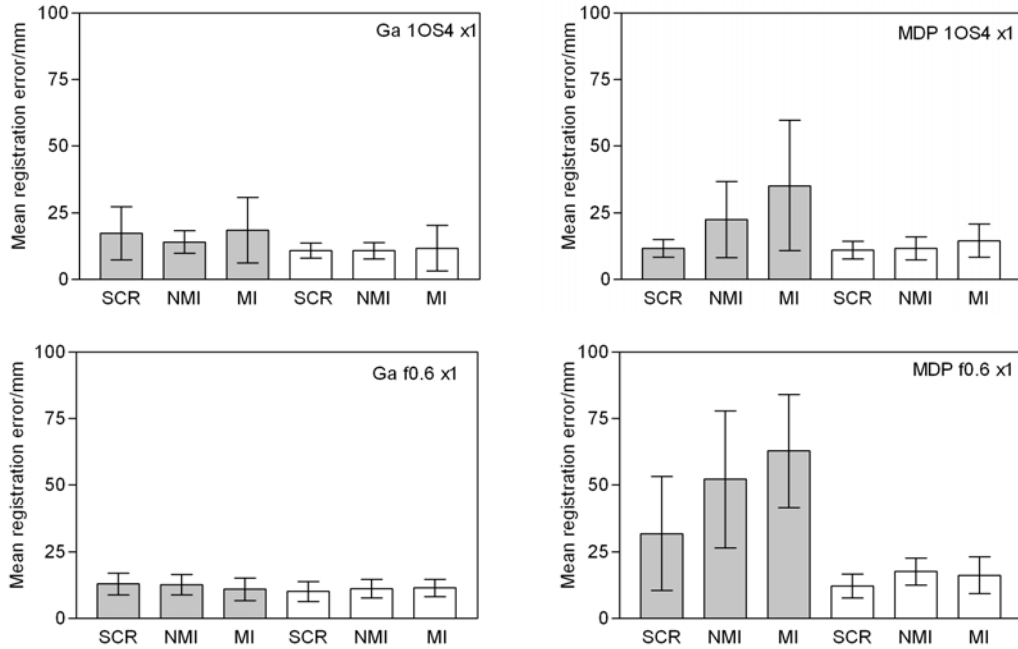 Ga 1OS4 x1
Mean registration error/mm
100
75
50
25
0
SCR NMI MI SCR NMI MI
MDP 1OS4 x1
Mean registration error/mm
100
75
50
25
0
SCR NMI MI SCR NMI MI
Ga f0.6 x1
Mean registration error/mm
100
75
50
25
0
SCR NMI MI SCR NMI MI
MDP f0.6 x1
Mean registration error/mm
100
75
50
25
0
SCR NMI MI SCR NMI MI